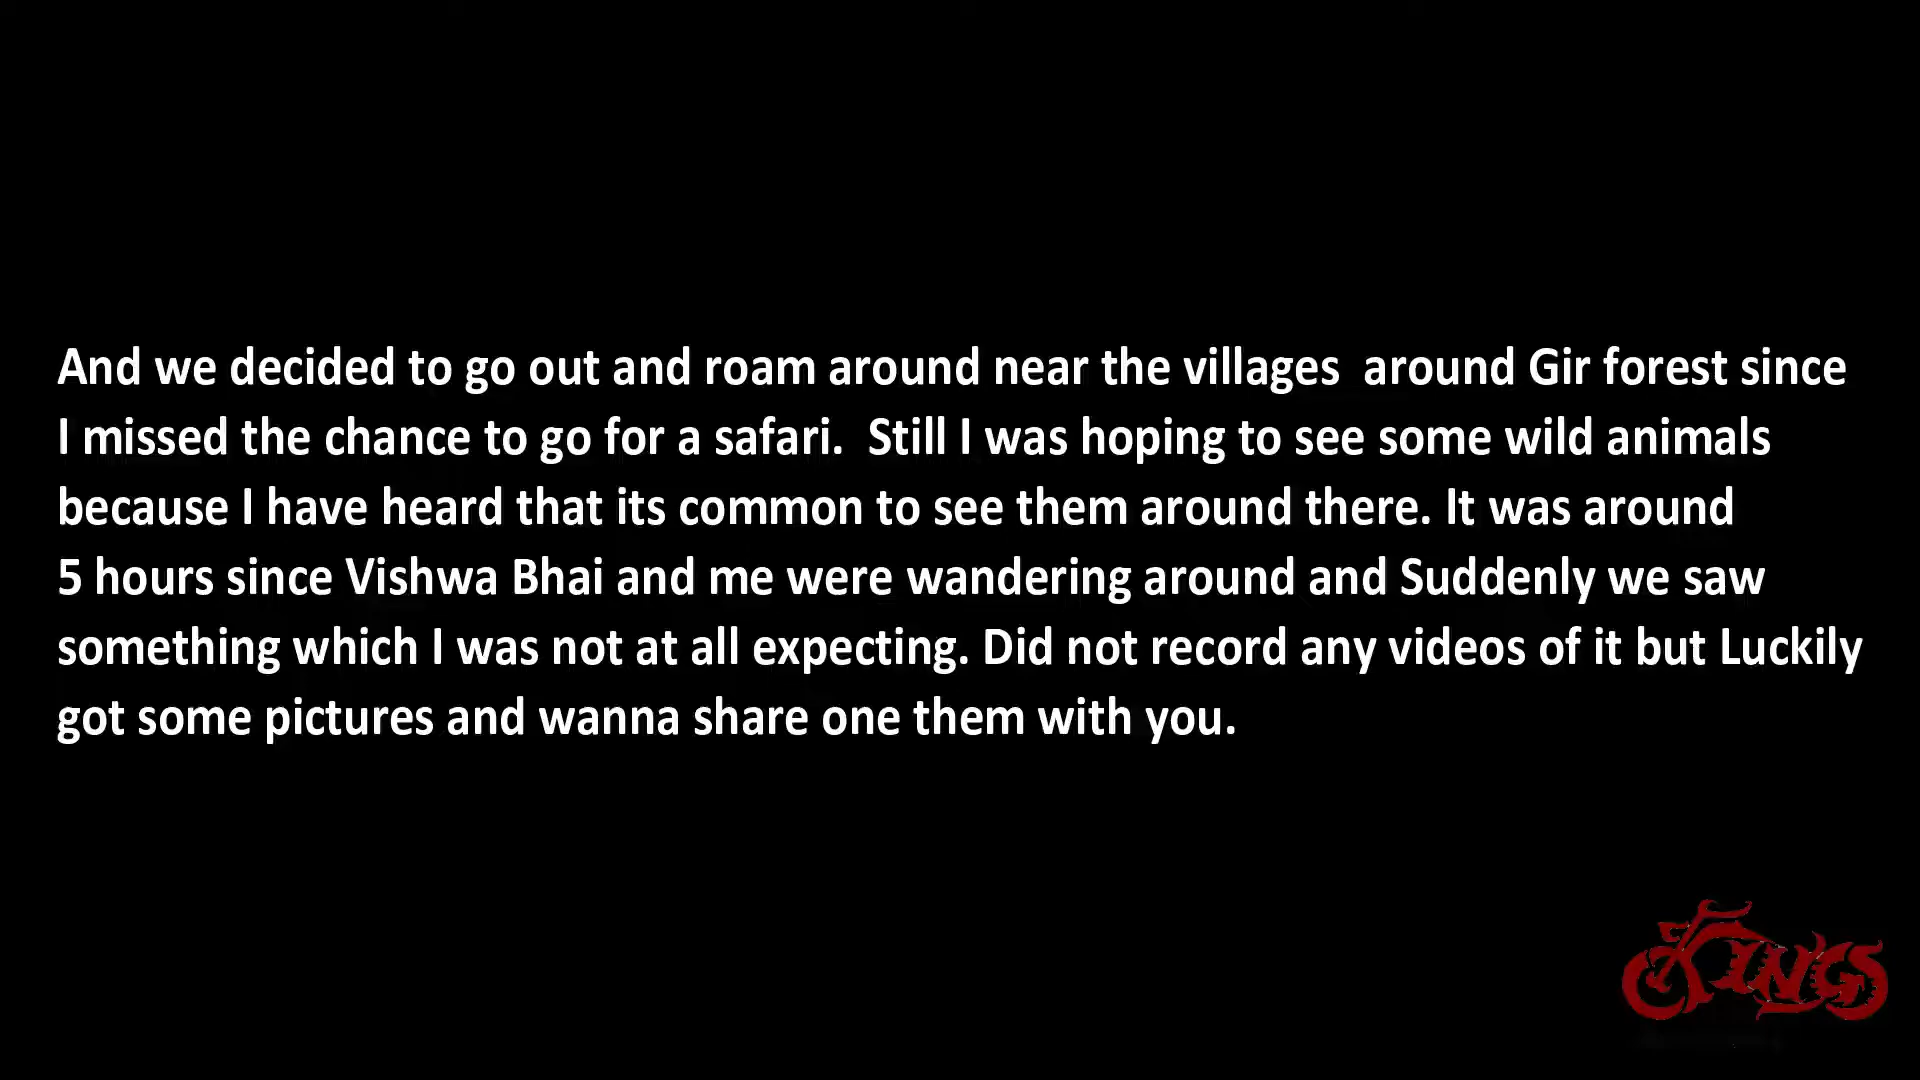 And we decided to go out and roam around near the villages  around Gir forest since
I missed the chance to go for a safari.  Still I was hoping to see some wild animals
because I have heard that its common to see them around there. It was around
5 hours since Vishwa Bhai and me were wandering around and Suddenly we saw
something which I was not at all expecting. Did not record any videos of it but Luckily
got some pictures and wanna share one them with you.
KINGS